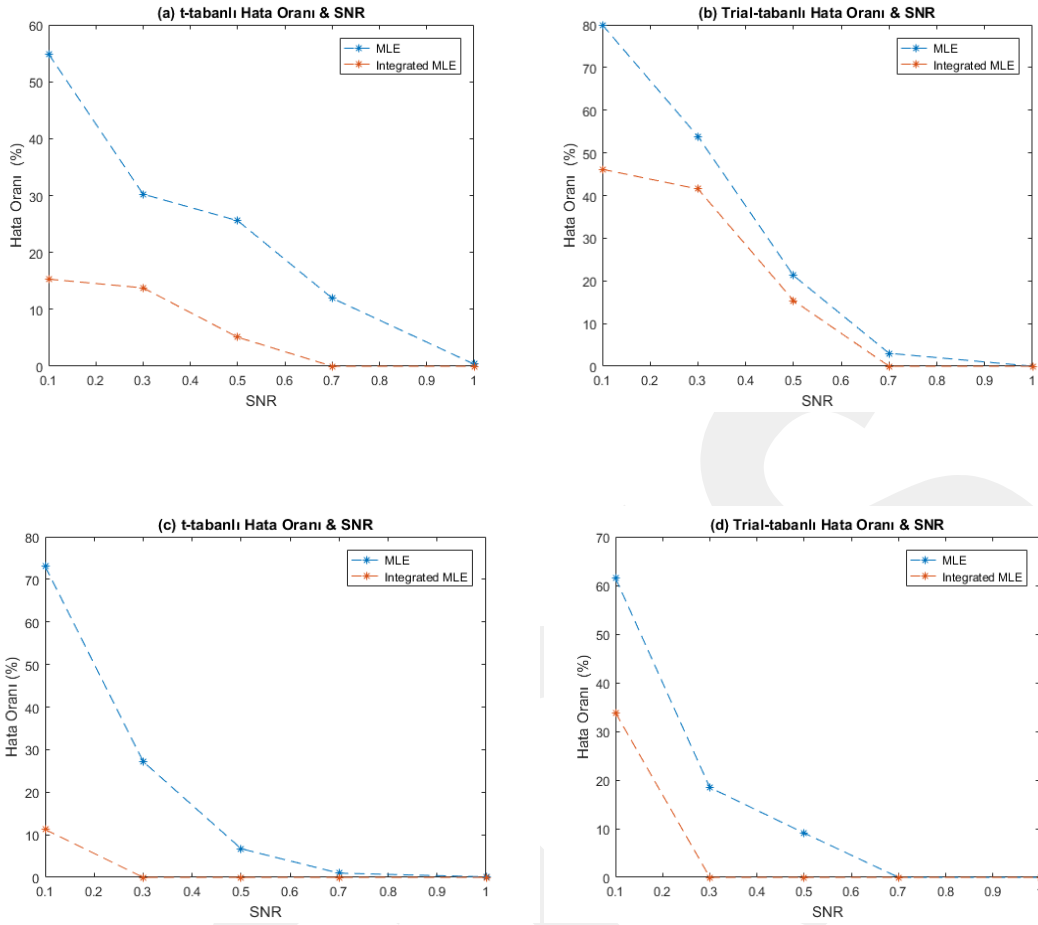 (a) t-tabanlı Hata Oranı & SNR
60
50
40
30
20
10
0
Hata Oranı (%)
MLE
Integrated MLE
0.1 0.2 0.3 0.4 0.5 0.6 0.7 0.8 0.9 1
SNR
(b) Trial-tabanlı Hata Oranı & SNR
80
70
60
50
40
30
20
10
0
Hata Oranı (%)
MLE
Integrated MLE
0.1 0.2 0.3 0.4 0.5 0.6 0.7 0.8 0.9 1
SNR
(c) t-tabanlı Hata Oranı & SNR
80
70
60
50
40
30
20
10
0
Hata Oranı (%)
MLE
Integrated MLE
0.1 0.2 0.3 0.4 0.5 0.6 0.7 0.8 0.9 1
SNR
(d) Trial-tabanlı Hata Oranı & SNR
70
60
50
40
30
20
10
0
Hata Oranı (%)
MLE
Integrated MLE
0.1 0.2 0.3 0.4 0.5 0.6 0.7 0.8 0.9
SNR